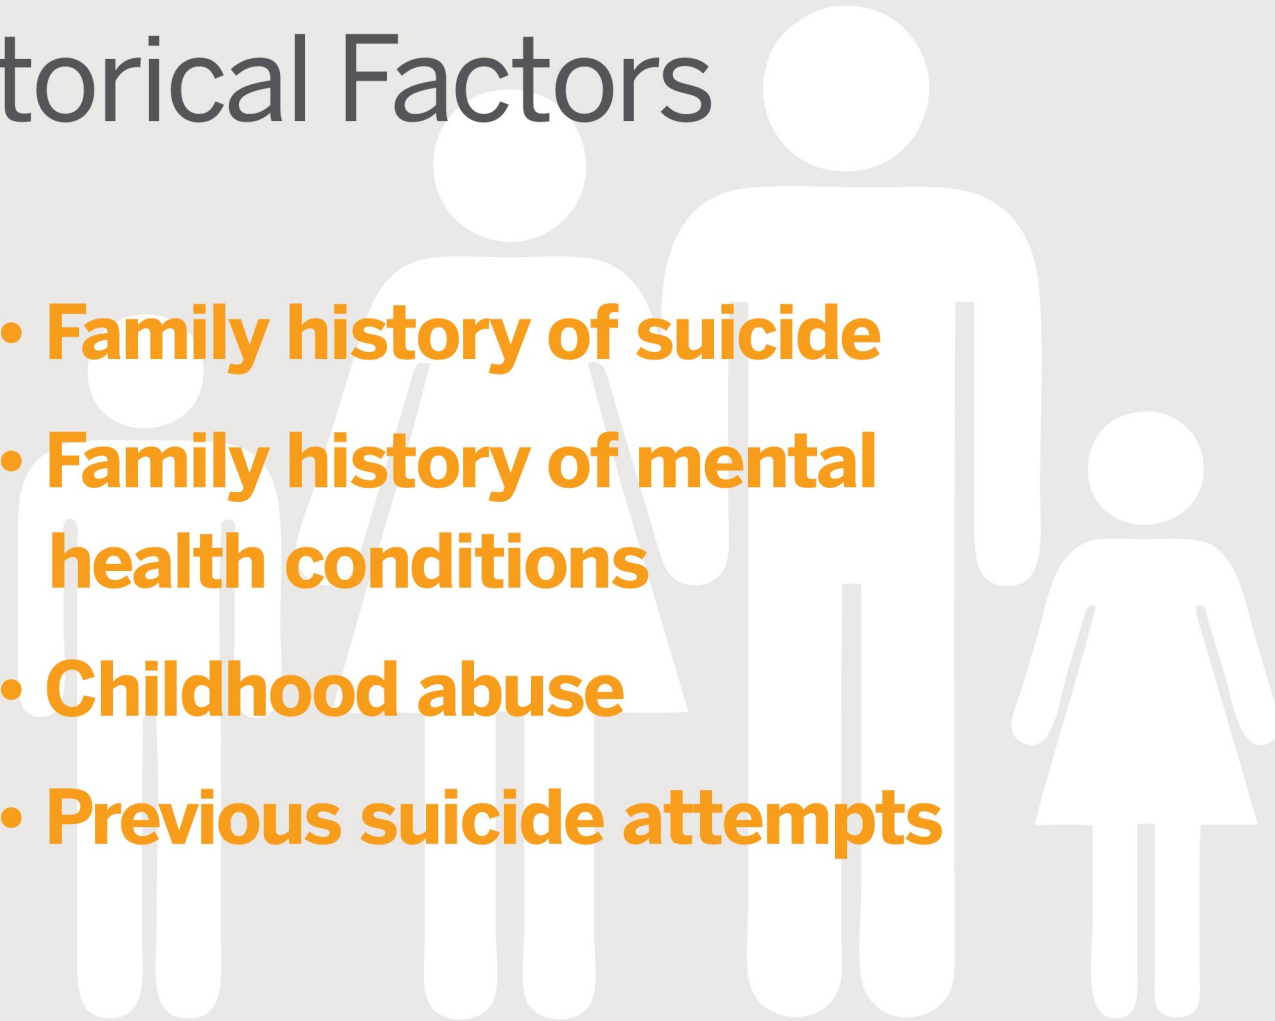 torical Factors
• Family history of suicide
• Family history of mental
health conditions
• Childhood abuse
• Previous suicide attempts